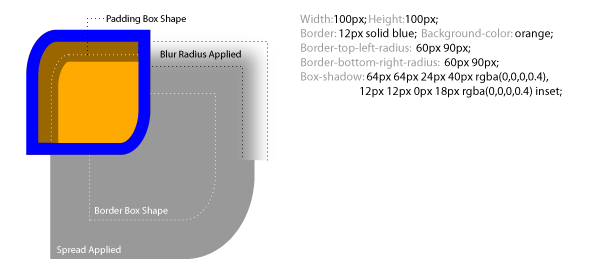 Padding Box Shape
Blur Radius Applied
Border Box Shape
Spread Applied
Width:100px; Height:100px;
Border: 12px solid blue; Background-color: orange;
Border-top-left-radius: 60px 90px;
Border-bottom-right-radius: 60px 90px;
Box-shadow: 64px 64px 24px 40px rgba(0,0,0,0.4),
12px 12px 0px 18px rgba(0,0,0,0.4) inset;